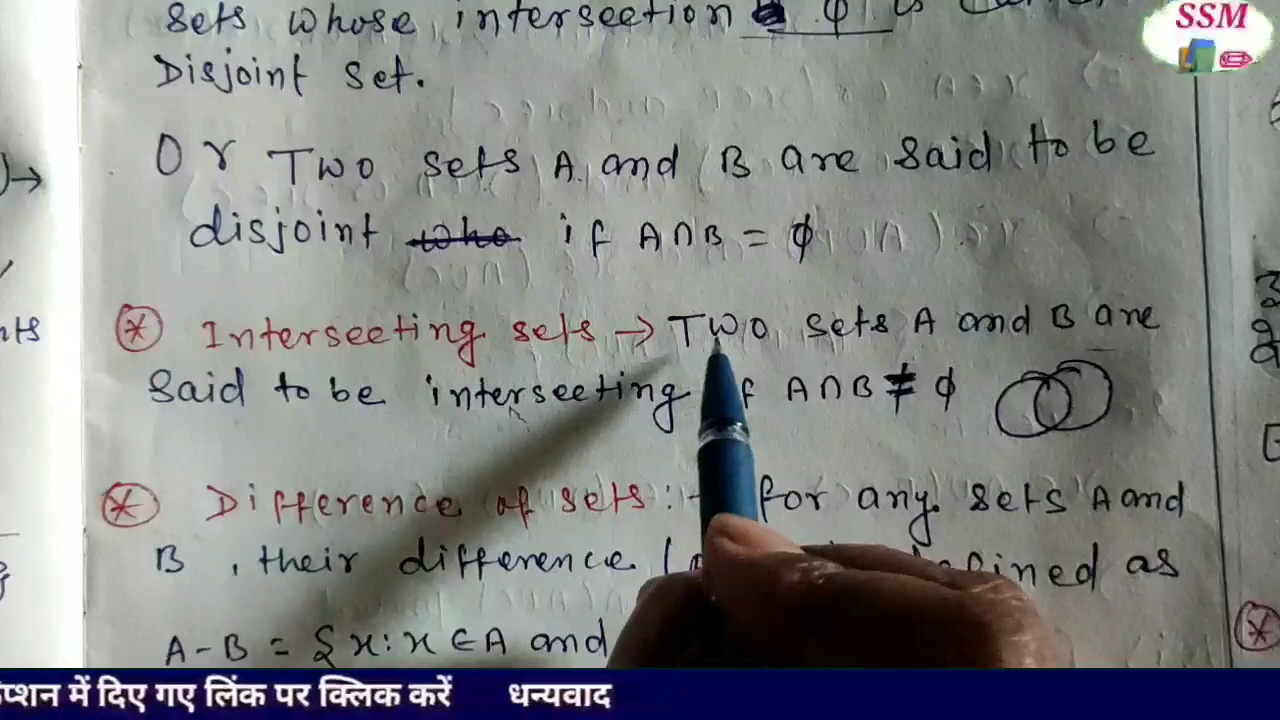 sets whose intersection ϕ is
Disjoint set.
Or Two sets A and B are said to be
disjoint who if A∩B = ϕ
Intersecting sets → Two sets A and B are
said to be intersecting if A∩B ≠ ϕ
Difference of sets:- for any sets A and
B, their difference defined as
A-B = {x: x ∈ A and
SSM
प्शन में दिए गए लिंक पर क्लिक करें धन्यवाद